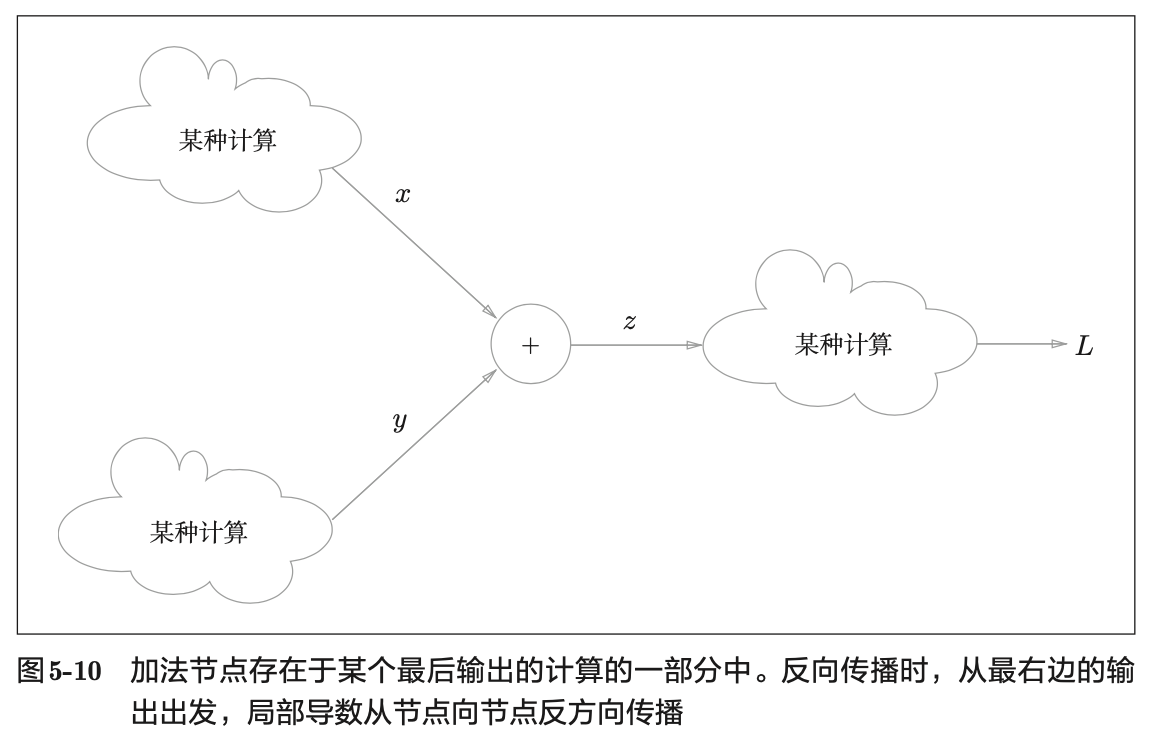 某种计算
x
z
+
某种计算
L
y
某种计算
图5-10 加法节点存在于某个最后输出的计算的一部分中。反向传播时，从最右边的输
出出发，局部导数从节点向节点反方向传播